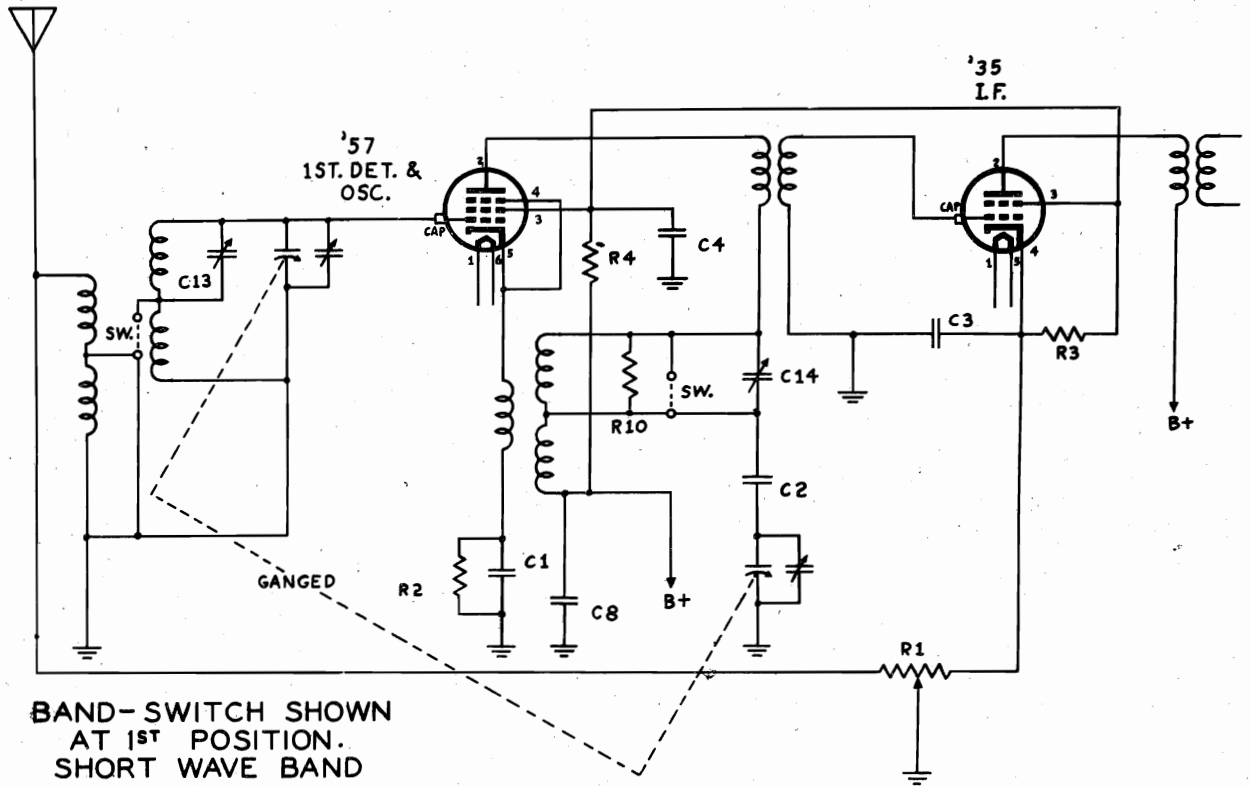 '35
I.F.
'57
1ST. DET. &
OSC.
2
4
3
CAP
1
6
5
2
3
CAP
1
5
4
C13
SW.
R4
C4
C3
R3
C14
SW.
R10
B+
C2
GANGED
R2
C1
C8
B+
R1
BAND-SWITCH SHOWN
AT 1ST POSITION.
SHORT WAVE BAND